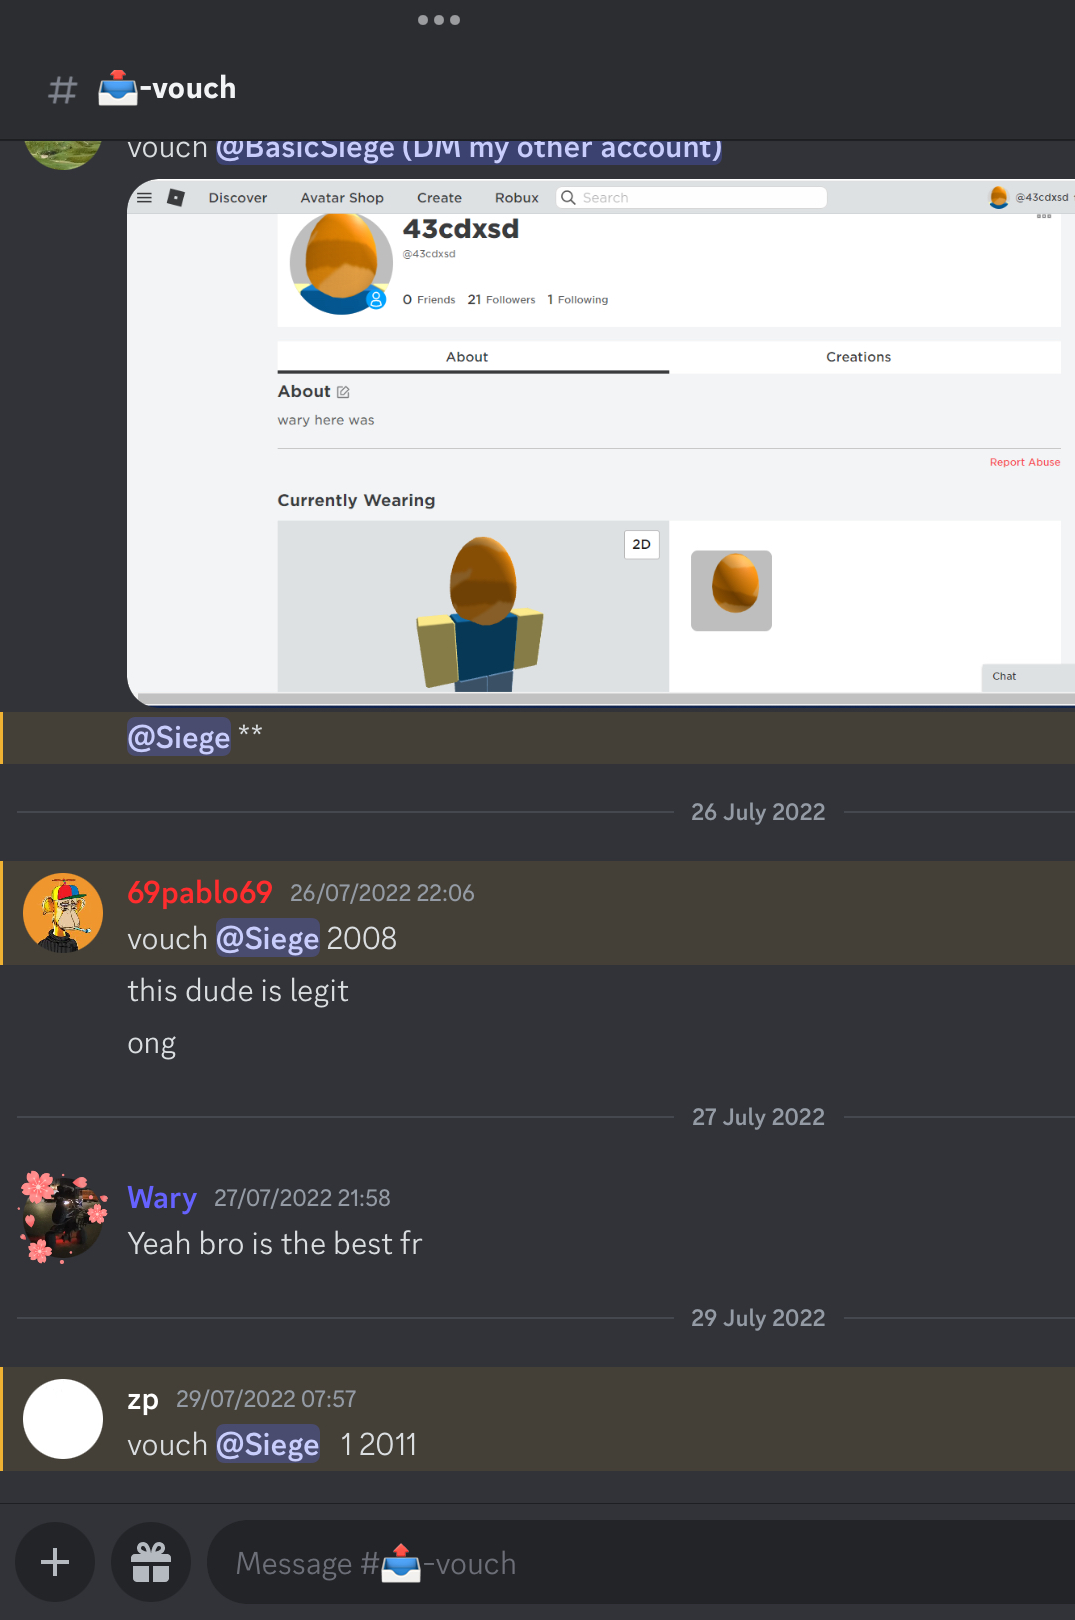 # 📤-vouch
vouch @BasicSiege (DM my other account)
Discover Avatar Shop Create Robux Search @43cdxsd
43cdxsd
@43cdxsd
0 Friends 21 Followers 1 Following
About Creations
About
wary here was
Report Abuse
Currently Wearing
2D
Chat
@Siege **
26 July 2022
69pablo69 26/07/2022 22:06
vouch @Siege 2008
this dude is legit
ong
27 July 2022
Wary 27/07/2022 21:58
Yeah bro is the best fr
29 July 2022
zp 29/07/2022 07:57
vouch @Siege 1 2011
Message #📤-vouch